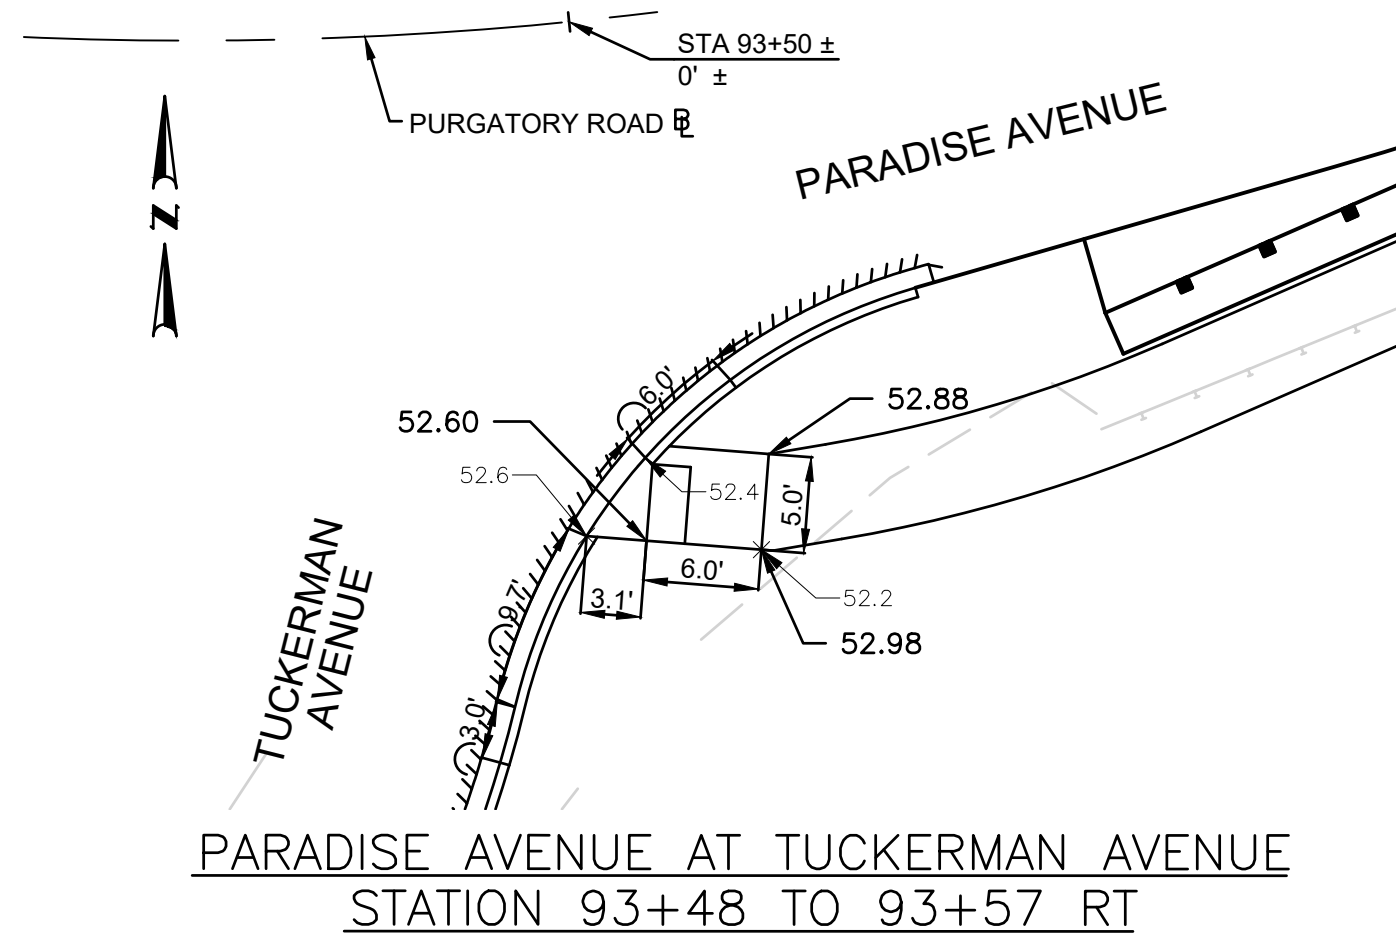 STA 93+50 ±
0' ±
PURGATORY ROAD BL
PARADISE AVENUE
N
6.0'
52.60
52.88
52.6
52.4
5.0'
6.0'
3.1'
9.7'
52.2
52.98
3.0'
TUCKERMAN
AVENUE
PARADISE AVENUE AT TUCKERMAN AVENUE
STATION 93+48 TO 93+57 RT